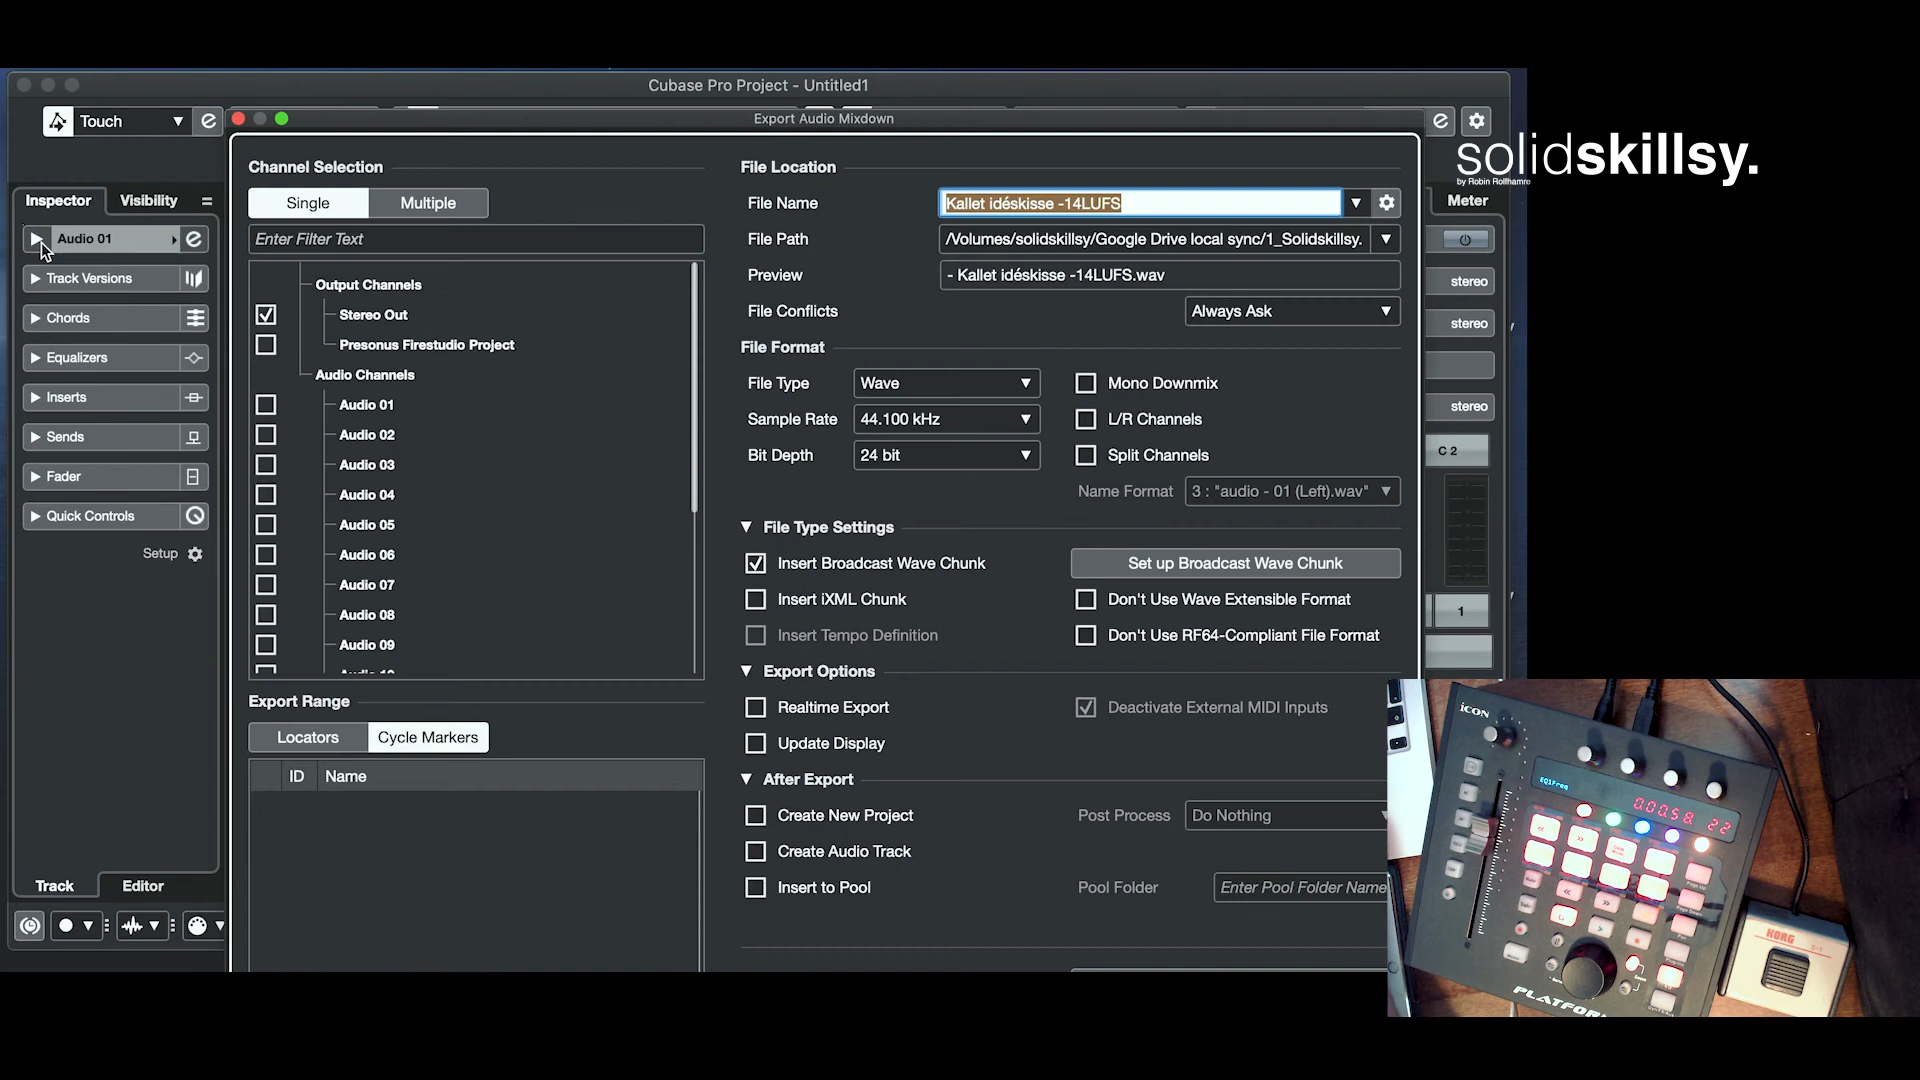 Cubase Pro Project - Untitled1
Touch
Export Audio Mixdown
solidskillsy.
by Robin Rolfhamre
Inspector
Visibility
Audio 01
Track Versions
Chords
Equalizers
Inserts
Sends
Fader
Quick Controls
Setup
Track
Editor
Channel Selection
Single
Multiple
Enter Filter Text
Output Channels
Stereo Out
Presonus Firestudio Project
Audio Channels
Audio 01
Audio 02
Audio 03
Audio 04
Audio 05
Audio 06
Audio 07
Audio 08
Audio 09
Export Range
Locators
Cycle Markers
ID
Name
File Location
File Name
Kallet idéskisse -14LUFS
File Path
/Volumes/solidskillsy/Google Drive local sync/1_Solidskillsy.
Preview
- Kallet idéskisse -14LUFS.wav
File Conflicts
Always Ask
File Format
File Type
Wave
Mono Downmix
Sample Rate
44.100 kHz
L/R Channels
Bit Depth
24 bit
Split Channels
Name Format
3 : "audio - 01 (Left).wav"
File Type Settings
Insert Broadcast Wave Chunk
Set up Broadcast Wave Chunk
Insert iXML Chunk
Don't Use Wave Extensible Format
Insert Tempo Definition
Don't Use RF64-Compliant File Format
Export Options
Realtime Export
Deactivate External MIDI Inputs
Update Display
After Export
Create New Project
Post Process
Do Nothing
Create Audio Track
Insert to Pool
Pool Folder
Enter Pool Folder Name
Meter
stereo
stereo
stereo
C 2
1
iCON
EQ1Freq
KORG
PLATFOR